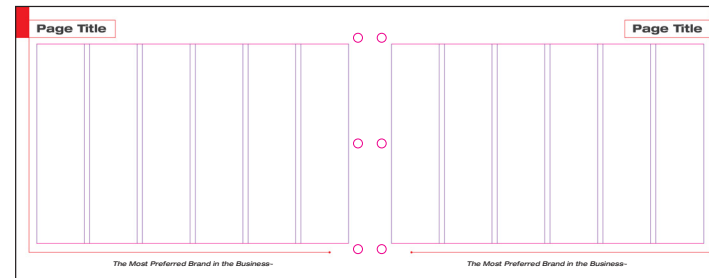 Page Title
Page Title
The Most Preferred Brand in the Business~
The Most Preferred Brand in the Business~